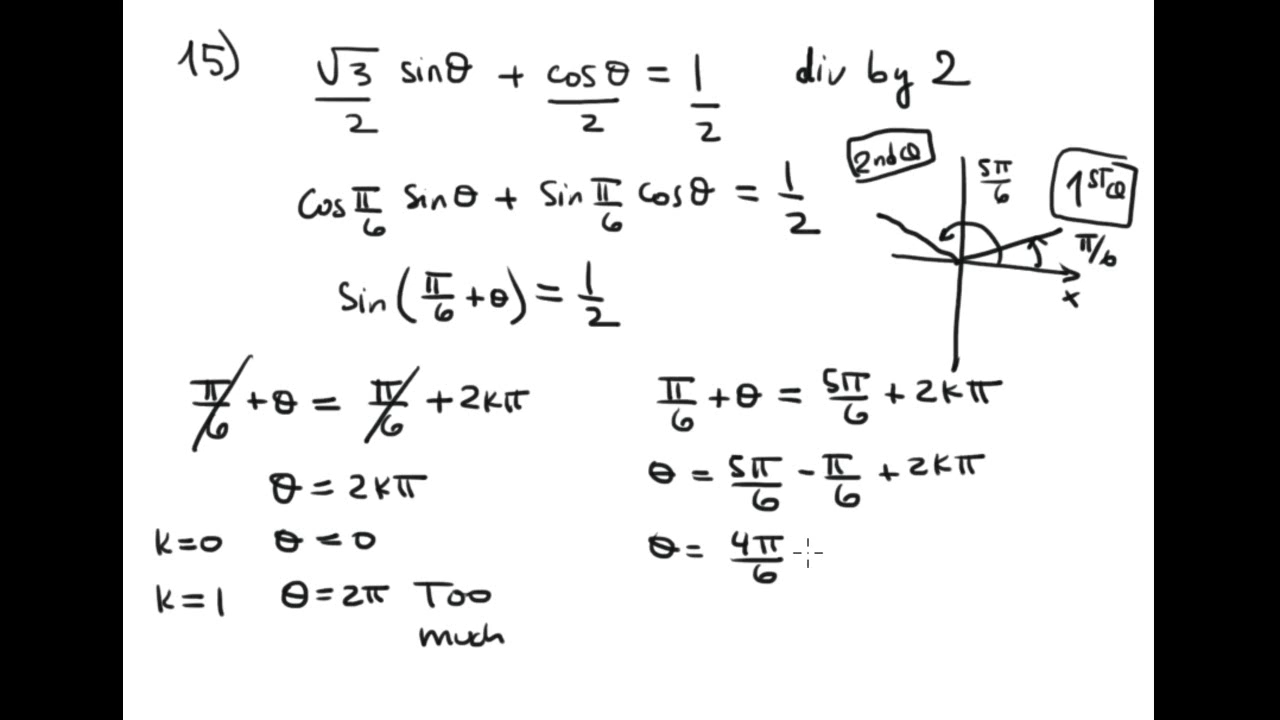 15) √3/2 sinθ + cosθ/2 = 1/2 div by 2
2nd Q 5π/6 1ST Q
π/6
x
cos π/6 sinθ + sin π/6 cosθ = 1/2
sin(π/6 + θ) = 1/2
π/6 + θ = π/6 + 2kπ
θ = 2kπ
k=0 θ = 0
k=1 θ = 2π Too
much
π/6 + θ = 5π/6 + 2kπ
θ = 5π/6 - π/6 + 2kπ
θ = 4π/6